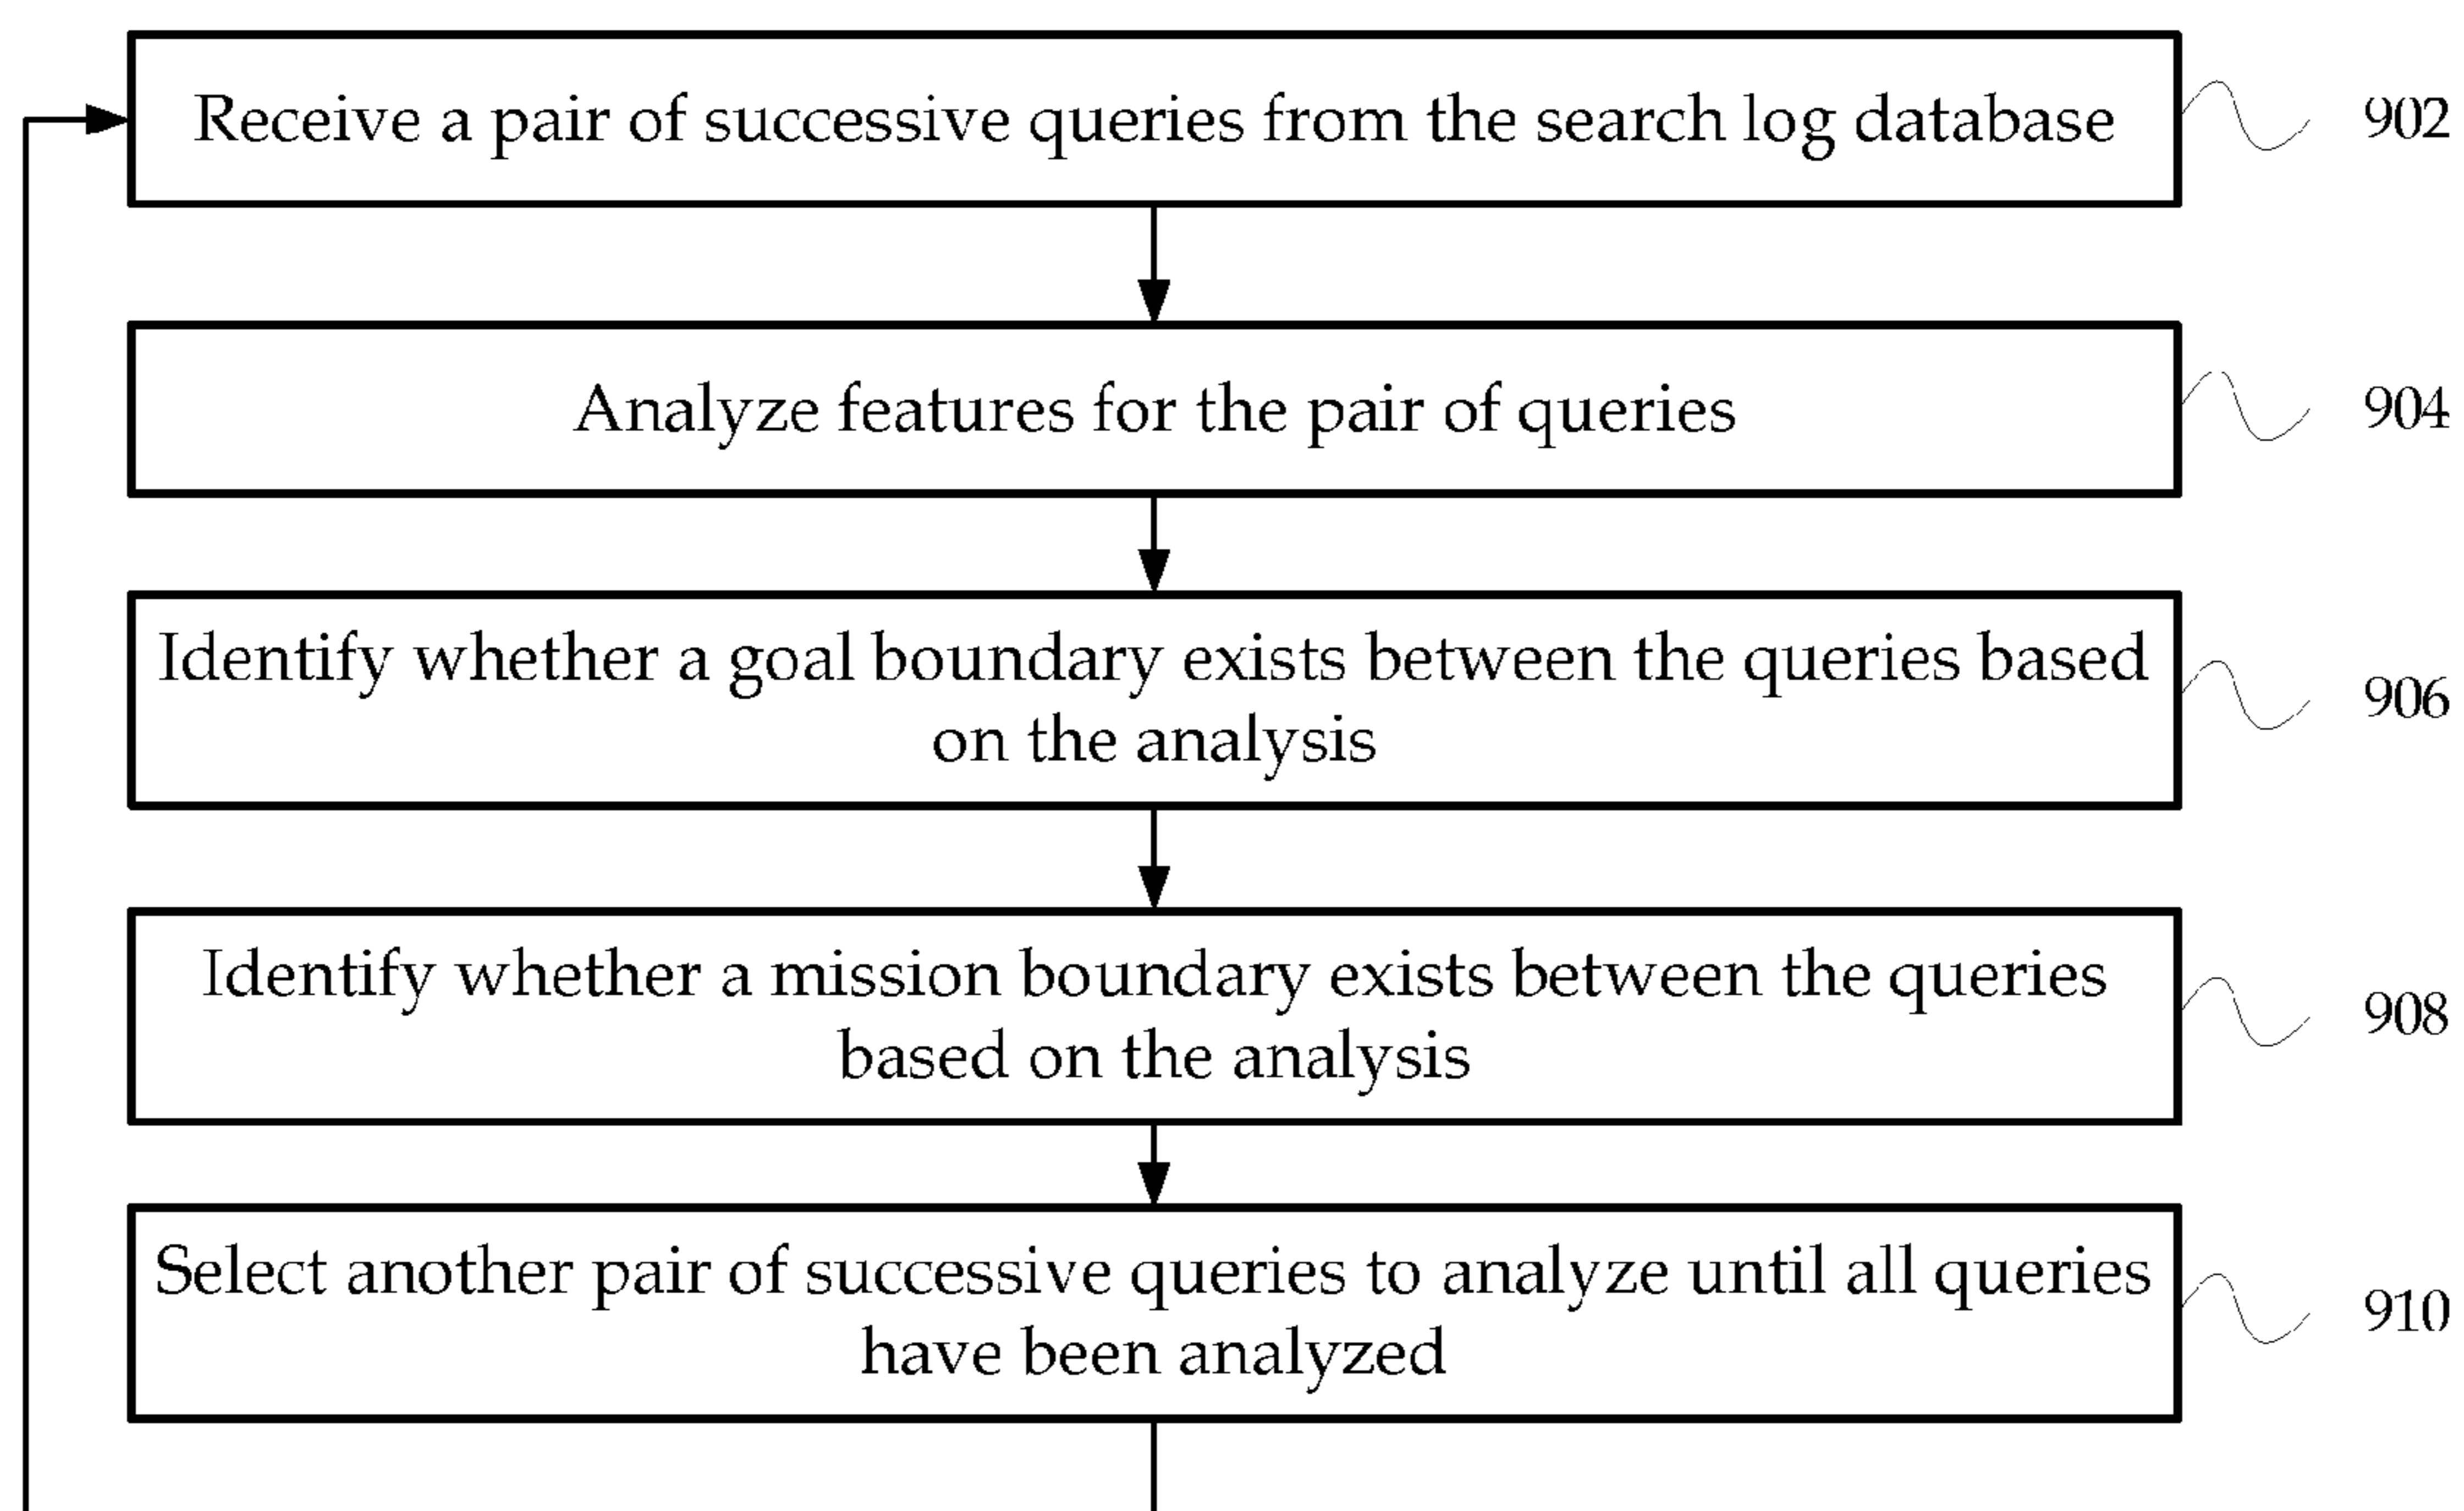 Receive a pair of successive queries from the search log database
902
Analyze features for the pair of queries
904
Identify whether a goal boundary exists between the queries based
on the analysis
906
Identify whether a mission boundary exists between the queries
based on the analysis
908
Select another pair of successive queries to analyze until all queries
have been analyzed
910